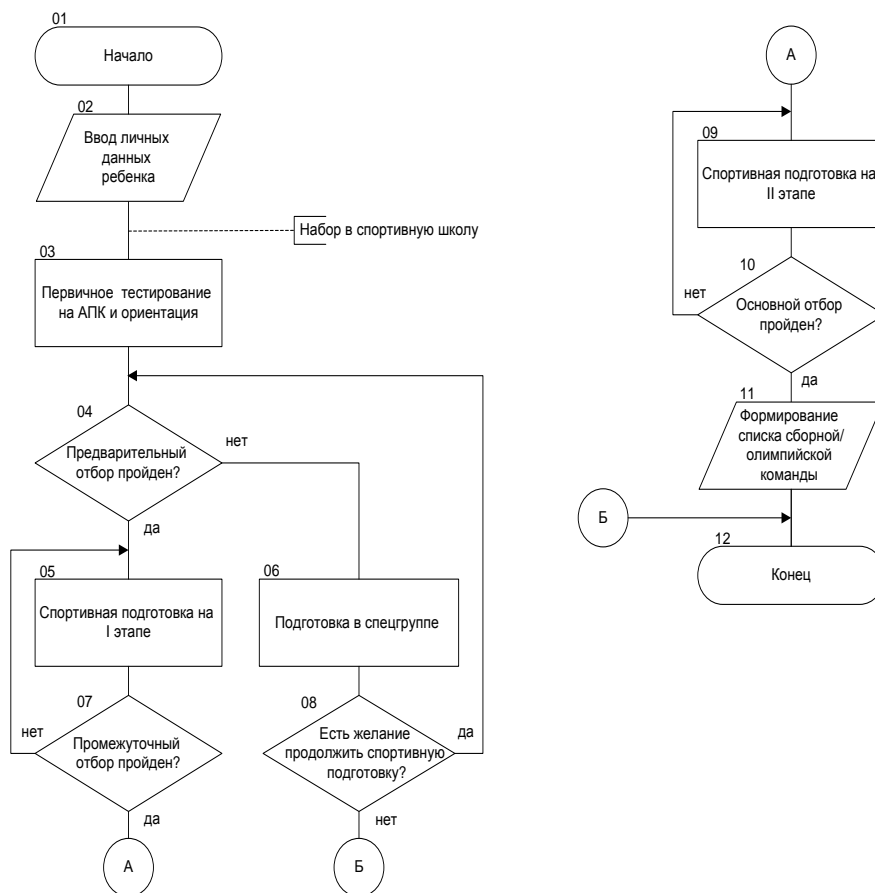 01
Начало
02
Ввод личных
данных
ребенка
Набор в спортивную школу
03
Первичное тестирование
на АПК и ориентация
04
Предварительный
отбор пройден?
нет
да
05
Спортивная подготовка на
I этапе
06
Подготовка в спецгруппе
07
нет
Промежуточный
отбор пройден?
да
08
Есть желание
продолжить спортивную
подготовку?
да
нет
А
Б
А
09
Спортивная подготовка на
II этапе
10
нет
Основной отбор
пройден?
да
11
Формирование
списка сборной/
олимпийской
команды
Б
12
Конец